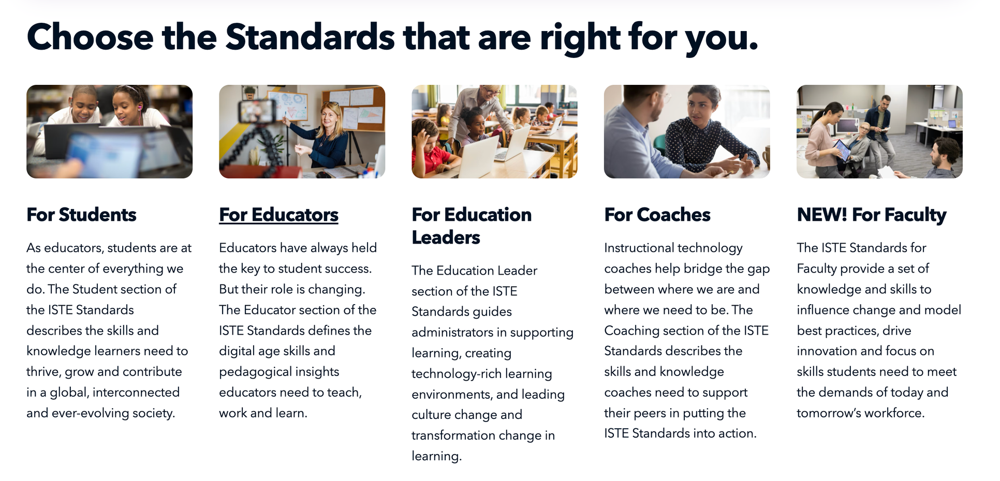 Choose the Standards that are right for you.
For Students
As educators, students are at
the center of everything we
do. The Student section of
the ISTE Standards
describes the skills and
knowledge learners need to
thrive, grow and contribute
in a global, interconnected
and ever-evolving society.
For Educators
Educators have always held
the key to student success.
But their role is changing.
The Educator section of the
ISTE Standards defines the
digital age skills and
pedagogical insights
educators need to teach,
work and learn.
For Education
Leaders
The Education Leader
section of the ISTE
Standards guides
administrators in supporting
learning, creating
technology-rich learning
environments, and leading
culture change and
transformation change in
learning.
For Coaches
Instructional technology
coaches help bridge the gap
between where we are and
where we need to be. The
Coaching section of the ISTE
Standards describes the
skills and knowledge
coaches need to support
their peers in putting the
ISTE Standards into action.
NEW! For Faculty
The ISTE Standards for
Faculty provide a set of
knowledge and skills to
influence change and model
best practices, drive
innovation and focus on
skills students need to meet
the demands of today and
tomorrow’s workforce.